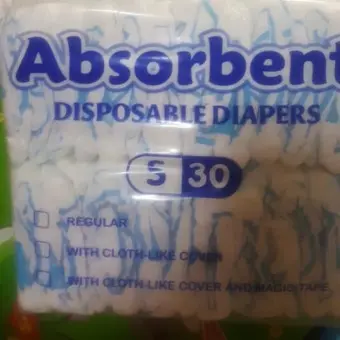 Absorbent
DISPOSABLE DIAPERS
S 30
REGULAR
WITH CLOTH-LIKE COVER
WITH CLOTH-LIKE COVER AND MAGIC TAPE